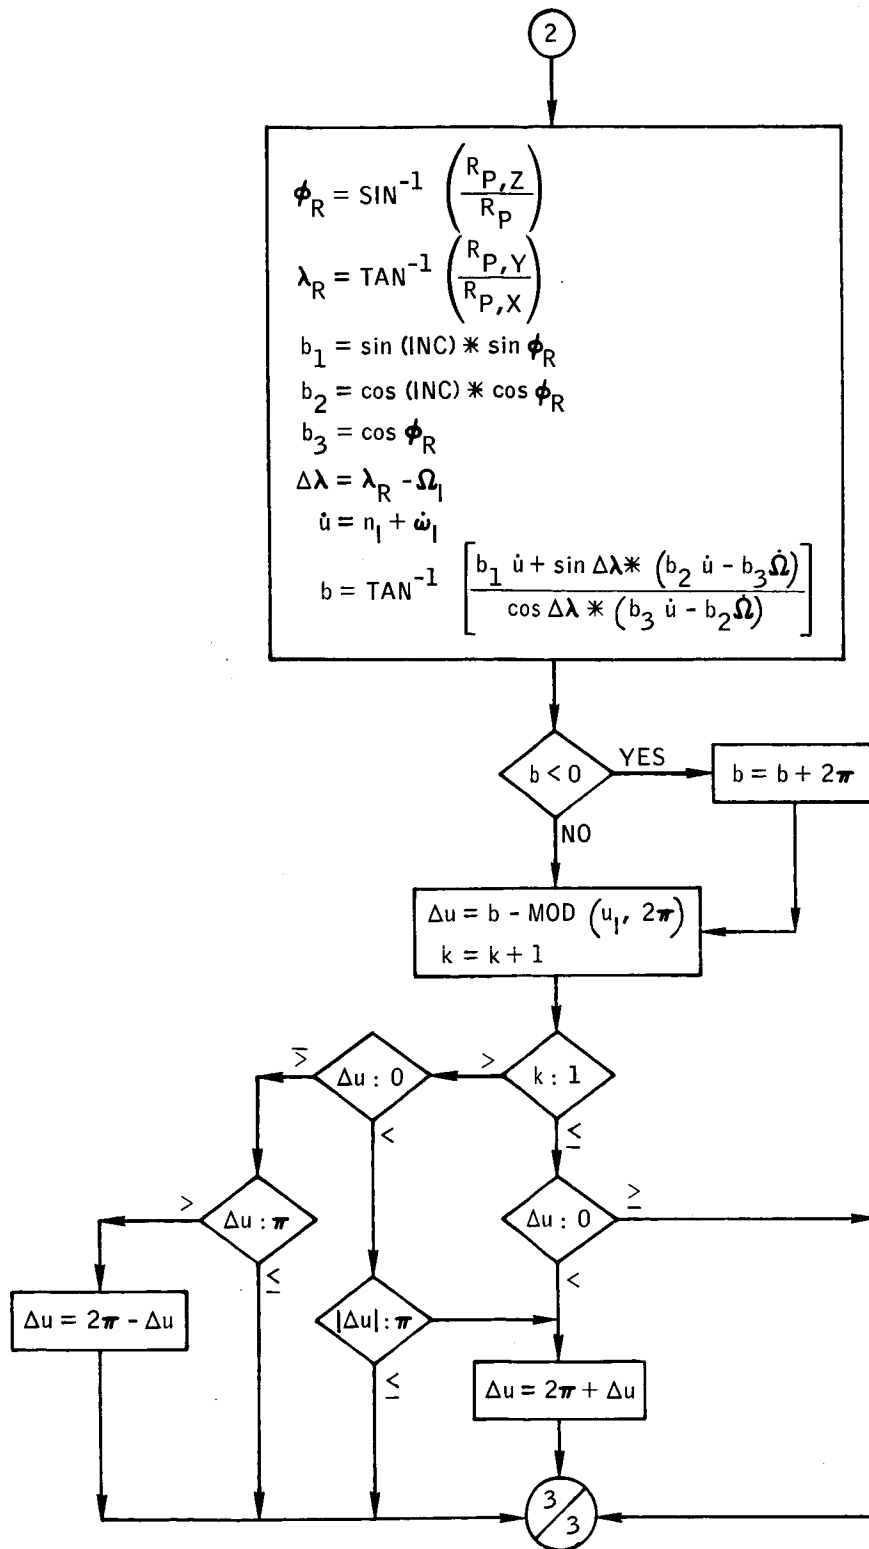 2
ϕ_R = SIN^-1 (R_P,Z / R_P)
λ_R = TAN^-1 (R_P,Y / R_P,X)
b_1 = sin (INC) * sin ϕ_R
b_2 = cos (INC) * cos ϕ_R
b_3 = cos ϕ_R
Δλ = λ_R - Ω_I
u̇ = n_I + ω̇_I
b = TAN^-1 [b_1 u̇ + sin Δλ * (b_2 u̇ - b_3 Ω̇) / cos Δλ * (b_3 u̇ - b_2 Ω̇)]
b < 0
YES
b = b + 2π
NO
Δu = b - MOD (u_I, 2π)
k = k + 1
≥
Δu : 0
>
k : 1
<
≤
>
Δu : π
Δu : 0
≥
≤
<
Δu = 2π - Δu
|Δu| : π
≤
Δu = 2π + Δu
3/3